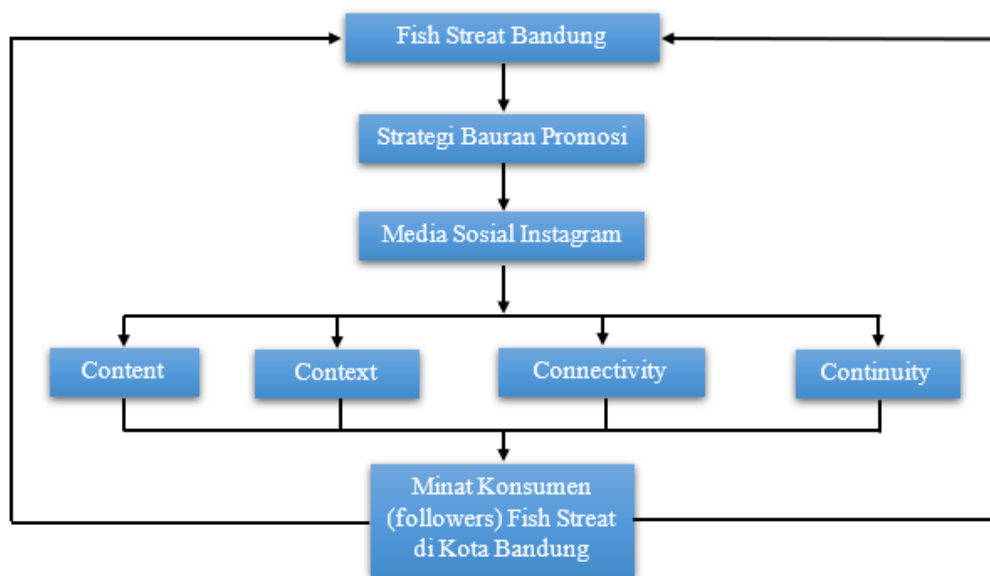 Fish Streat Bandung
Strategi Bauran Promosi
Media Sosial Instagram
Content
Context
Connectivity
Continuity
Minat Konsumen
(followers) Fish Streat
di Kota Bandung